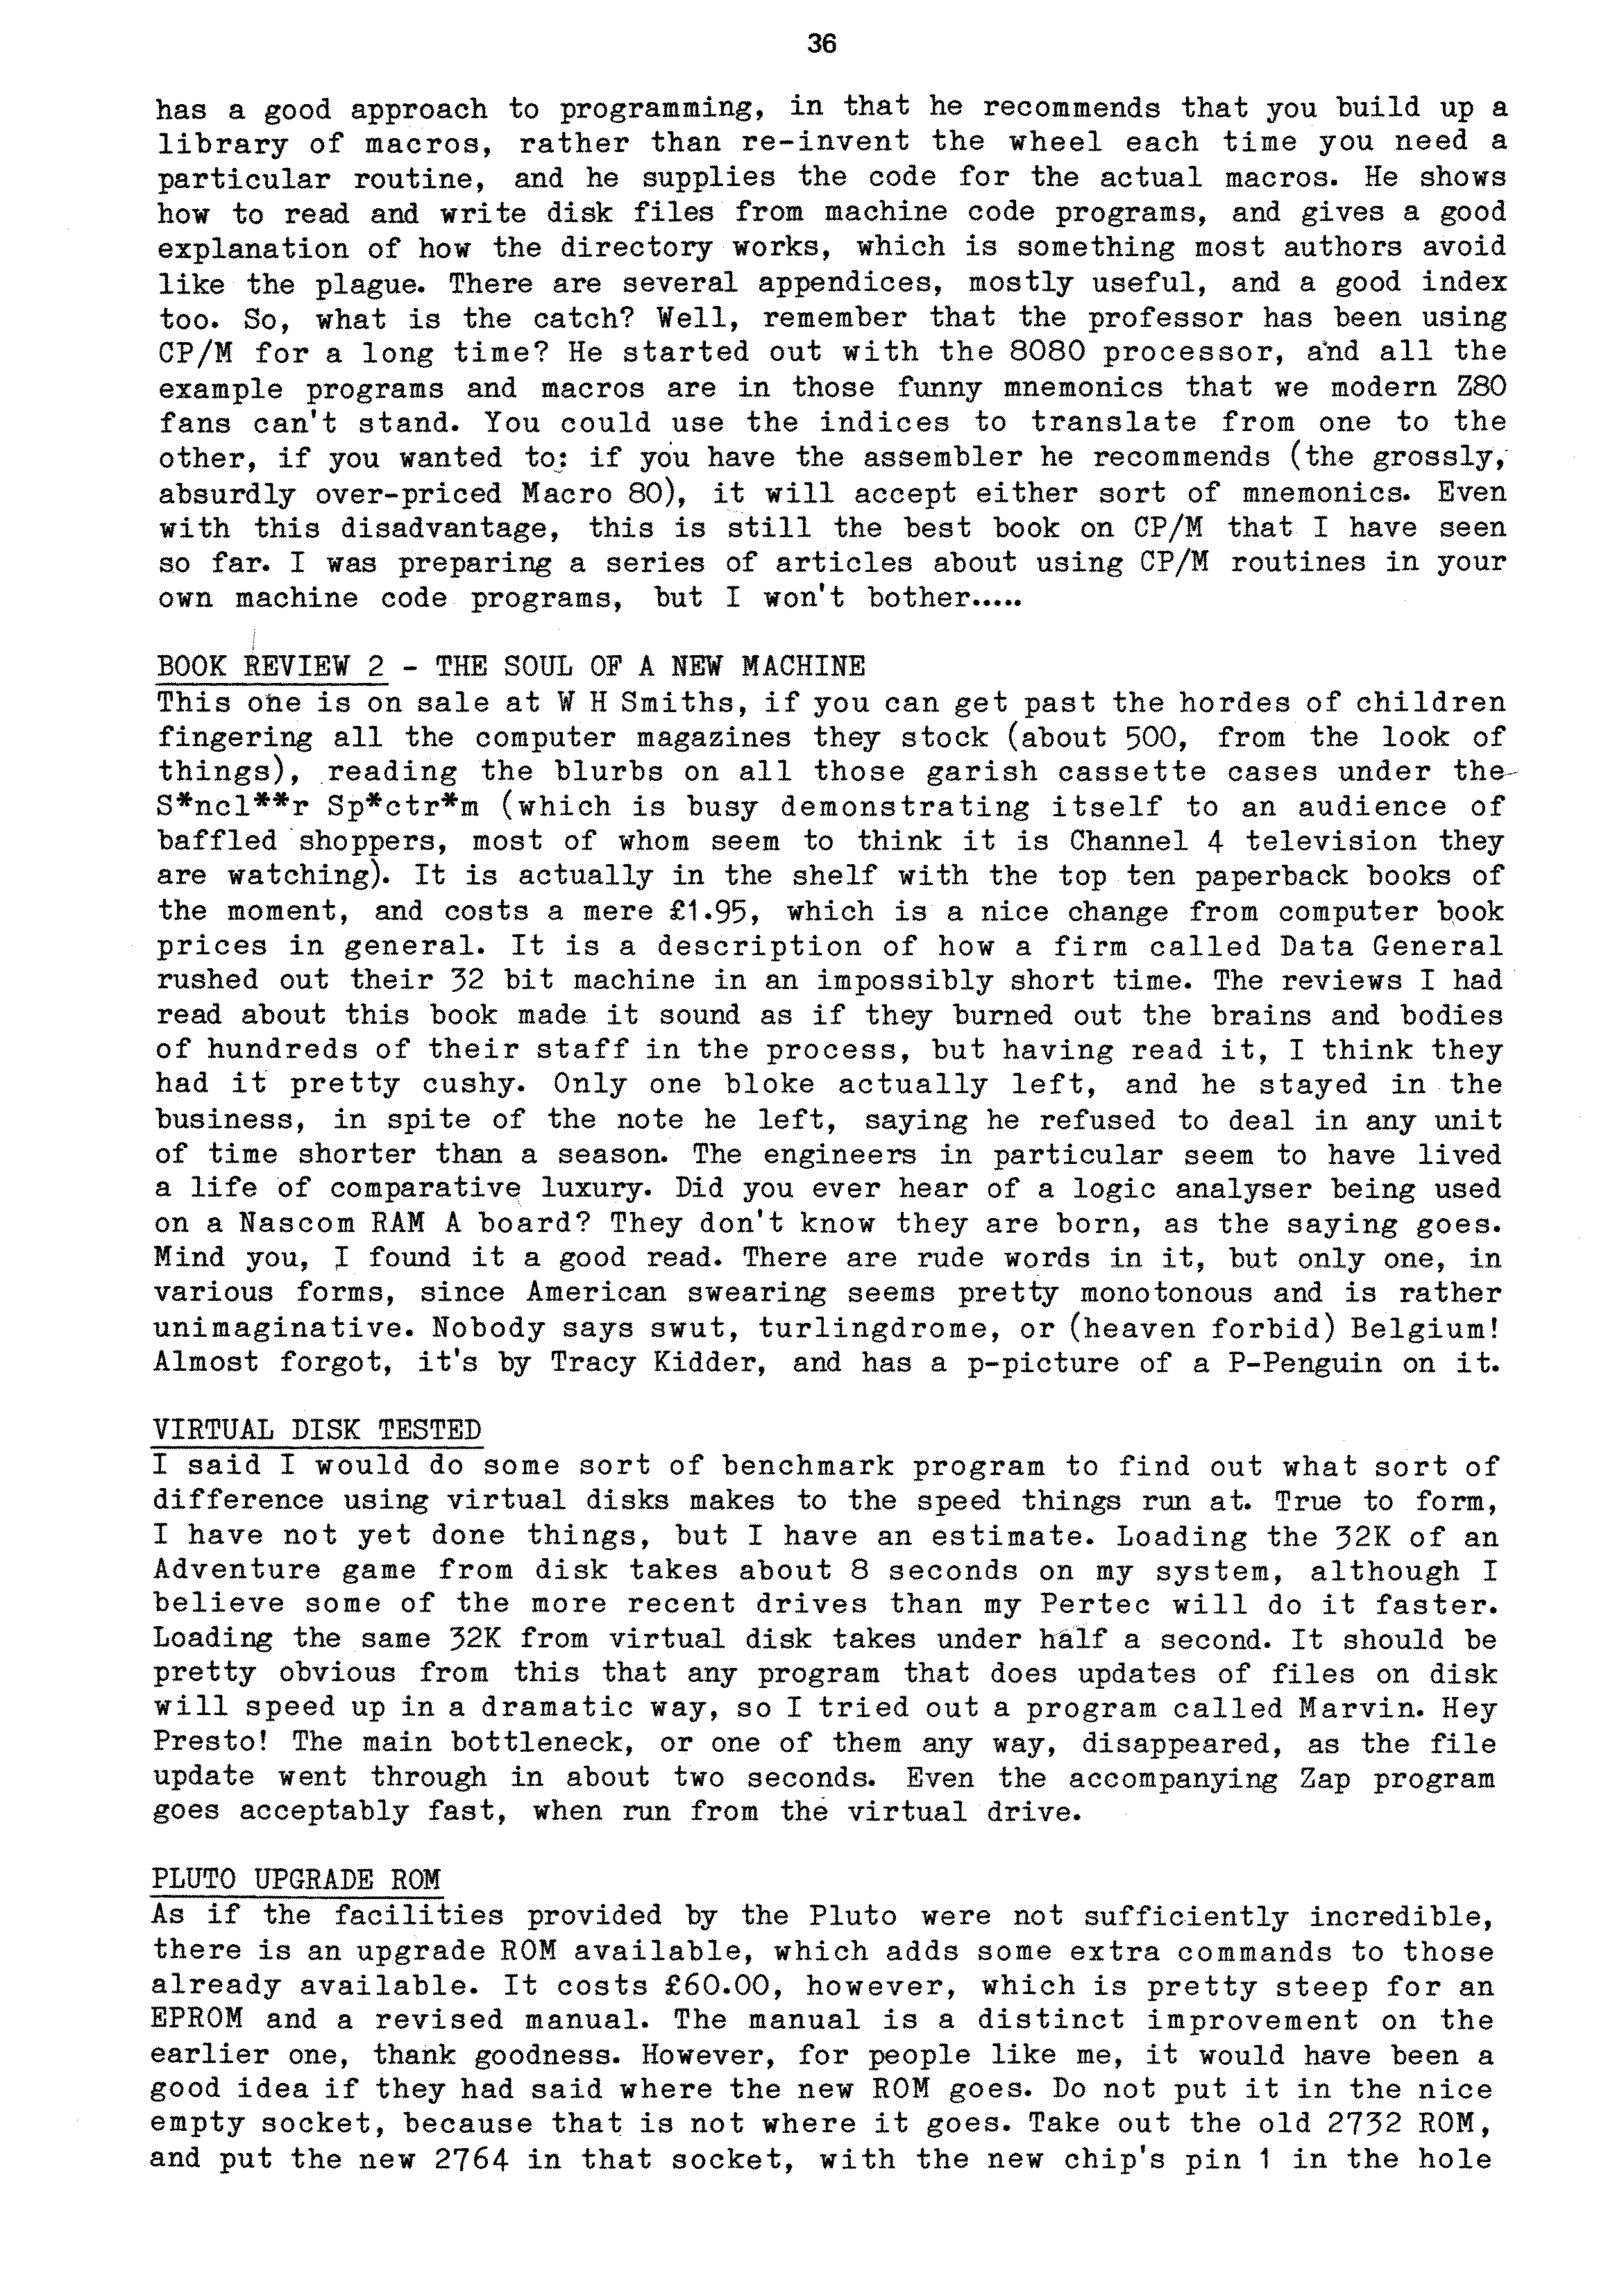 36
has a good approach to programming, in that he recommends that you build up a
library of macros, rather than re-invent the wheel each time you need a
particular routine, and he supplies the code for the actual macros. He shows
how to read and write disk files from machine code programs, and gives a good
explanation of how the directory works, which is something most authors avoid
like the plague. There are several appendices, mostly useful, and a good index
too. So, what is the catch? Well, remember that the professor has been using
CP/M for a long time? He started out with the 8080 processor, and all the
example programs and macros are in those funny mnemonics that we modern Z80
fans can't stand. You could use the indices to translate from one to the
other, if you wanted to: if you have the assembler he recommends (the grossly,
absurdly over-priced Macro 80), it will accept either sort of mnemonics. Even
with this disadvantage, this is still the best book on CP/M that I have seen
so far. I was preparing a series of articles about using CP/M routines in your
own machine code programs, but I won't bother.....
BOOK REVIEW 2 - THE SOUL OF A NEW MACHINE
This one is on sale at W H Smiths, if you can get past the hordes of children
fingering all the computer magazines they stock (about 500, from the look of
things), reading the blurbs on all those garish cassette cases under the
S*ncl**r Sp*ctr*m (which is busy demonstrating itself to an audience of
baffled shoppers, most of whom seem to think it is Channel 4 television they
are watching). It is actually in the shelf with the top ten paperback books of
the moment, and costs a mere £1.95, which is a nice change from computer book
prices in general. It is a description of how a firm called Data General
rushed out their 32 bit machine in an impossibly short time. The reviews I had
read about this book made it sound as if they burned out the brains and bodies
of hundreds of their staff in the process, but having read it, I think they
had it pretty cushy. Only one bloke actually left, and he stayed in the
business, in spite of the note he left, saying he refused to deal in any unit
of time shorter than a season. The engineers in particular seem to have lived
a life of comparative luxury. Did you ever hear of a logic analyser being used
on a Nascom RAM A board? They don't know they are born, as the saying goes.
Mind you, I found it a good read. There are rude words in it, but only one, in
various forms, since American swearing seems pretty monotonous and is rather
unimaginative. Nobody says swut, turlingdrome, or (heaven forbid) Belgium!
Almost forgot, it's by Tracy Kidder, and has a p-picture of a P-Penguin on it.
VIRTUAL DISK TESTED
I said I would do some sort of benchmark program to find out what sort of
difference using virtual disks makes to the speed things run at. True to form,
I have not yet done things, but I have an estimate. Loading the 32K of an
Adventure game from disk takes about 8 seconds on my system, although I
believe some of the more recent drives than my Pertec will do it faster.
Loading the same 32K from virtual disk takes under half a second. It should be
pretty obvious from this that any program that does updates of files on disk
will speed up in a dramatic way, so I tried out a program called Marvin. Hey
Presto! The main bottleneck, or one of them any way, disappeared, as the file
update went through in about two seconds. Even the accompanying Zap program
goes acceptably fast, when run from the virtual drive.
PLUTO UPGRADE ROM
As if the facilities provided by the Pluto were not sufficiently incredible,
there is an upgrade ROM available, which adds some extra commands to those
already available. It costs £60.00, however, which is pretty steep for an
EPROM and a revised manual. The manual is a distinct improvement on the
earlier one, thank goodness. However, for people like me, it would have been a
good idea if they had said where the new ROM goes. Do not put it in the nice
empty socket, because that is not where it goes. Take out the old 2732 ROM,
and put the new 2764 in that socket, with the new chip's pin 1 in the hole